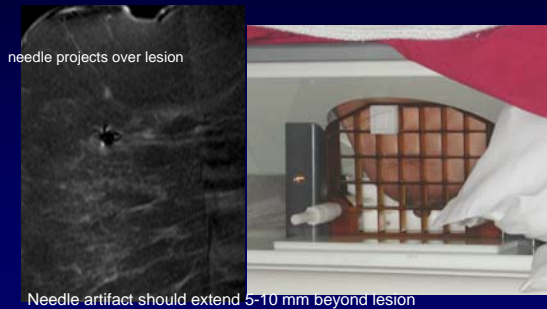 needle projects over lesion
Needle artifact should extend 5-10 mm beyond lesion